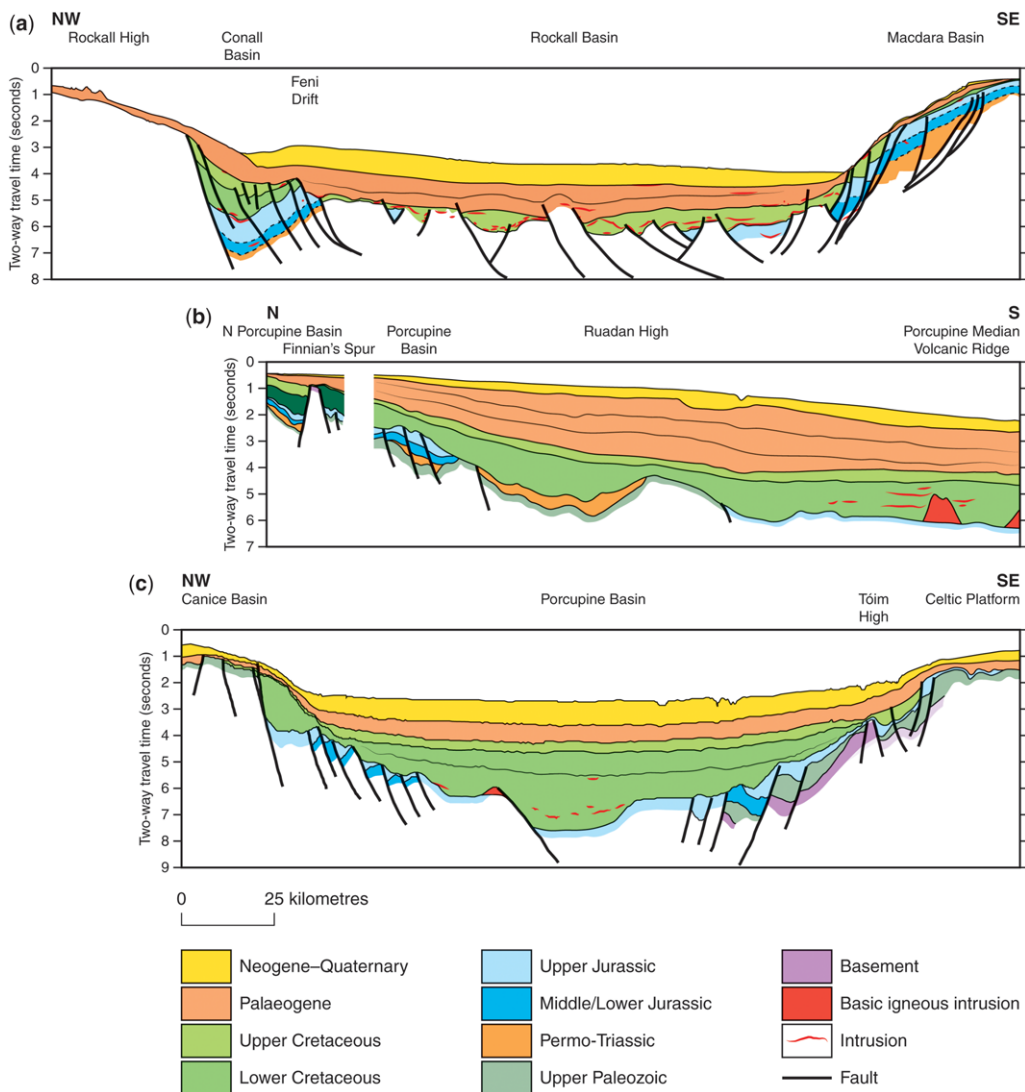 (a)
NW
SE
Rockall High
Conall
Basin
Rockall Basin
Macdara Basin
Feni
Drift
Two-way travel time (seconds)
0
1
2
3
4
5
6
7
8
(b)
N
S
N Porcupine Basin
Finnian's Spur
Porcupine
Basin
Ruadan High
Porcupine Median
Volcanic Ridge
Two-way travel time (seconds)
0
1
2
3
4
5
6
7
(c)
NW
SE
Canice Basin
Porcupine Basin
Tóim
High
Celtic Platform
Two-way travel time (seconds)
0
1
2
3
4
5
6
7
8
9
0 25 kilometres
Neogene–Quaternary
Palaeogene
Upper Cretaceous
Lower Cretaceous
Upper Jurassic
Middle/Lower Jurassic
Permo-Triassic
Upper Paleozoic
Basement
Basic igneous intrusion
Intrusion
Fault